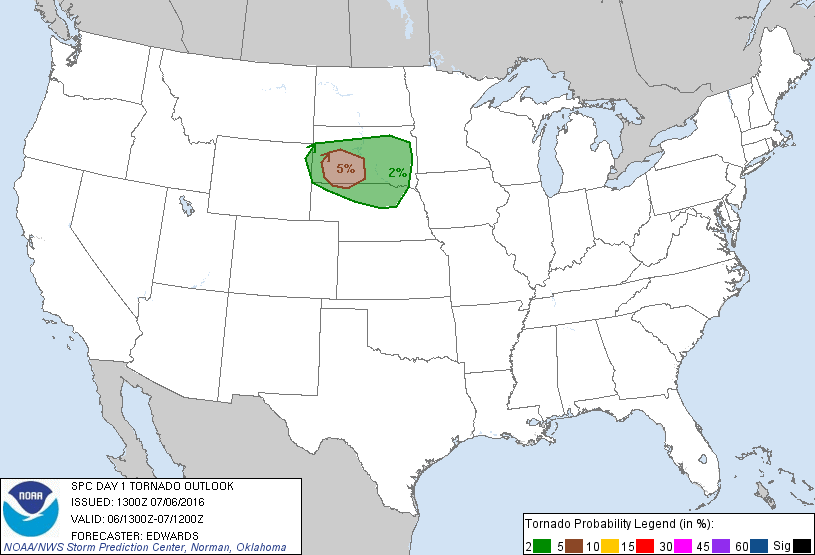 5%
2%
NOAA
SPC DAY 1 TORNADO OUTLOOK
ISSUED: 1300Z 07/06/2016
VALID: 06/1300Z-07/1200Z
FORECASTER: EDWARDS
NOAA/NWS Storm Prediction Center, Norman, Oklahoma
Tornado Probability Legend (in %):
2 5 10 15 30 45 60 Sig